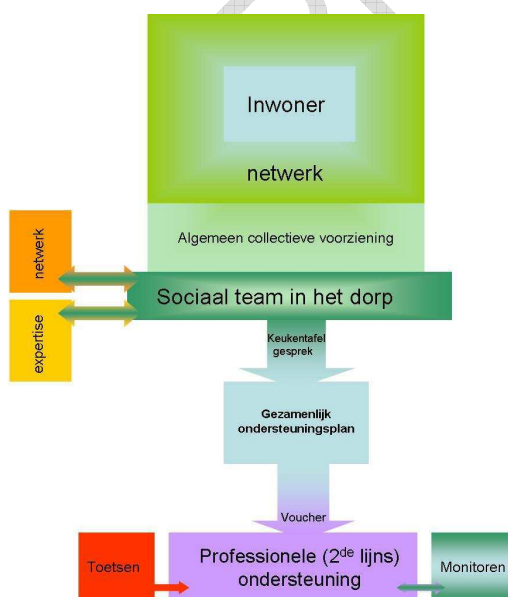 Inwoner
netwerk
Algemeen collectieve voorziening
netwerk
Sociaal team in het dorp
expertise
Keukentafel
gesprek
Gezamenlijk
ondersteuningsplan
Voucher
Toetsen
Professionele (2de lijns)
ondersteuning
Monitoren